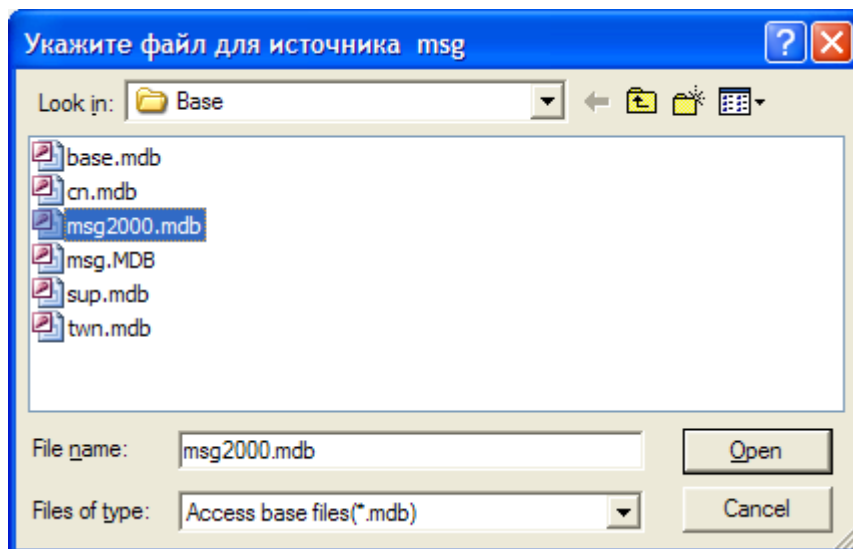 Укажите файл для источника msg
Look in: Base
base.mdb
cn.mdb
msg2000.mdb
msg.MDB
sup.mdb
twn.mdb
File name: msg2000.mdb Open
Files of type: Access base files(*.mdb) Cancel